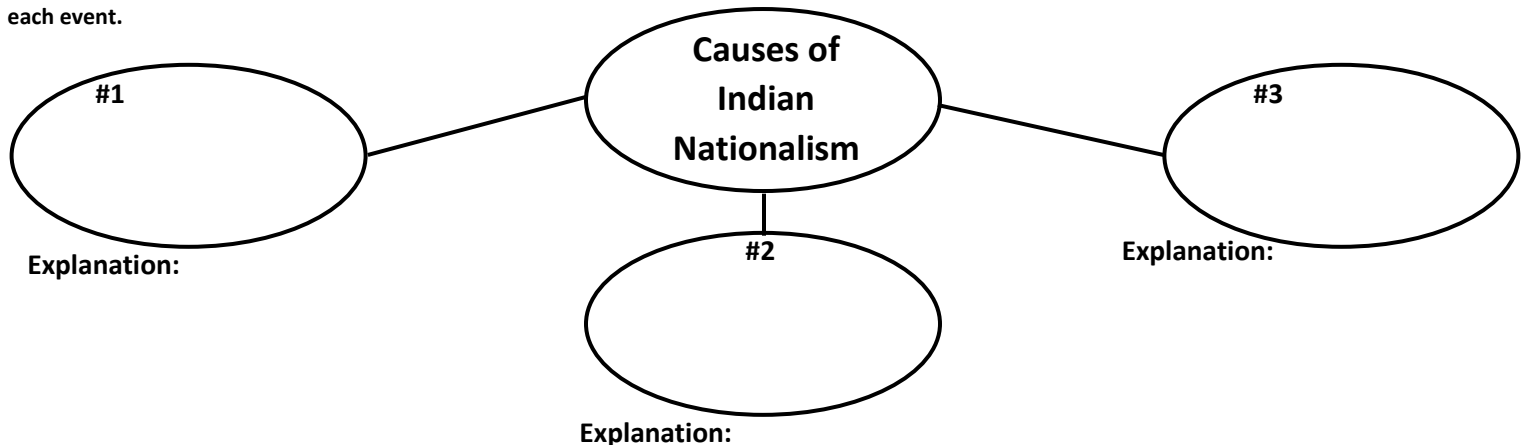 each event.
Causes of
Indian
Nationalism
#1
Explanation:
#2
Explanation:
#3
Explanation: